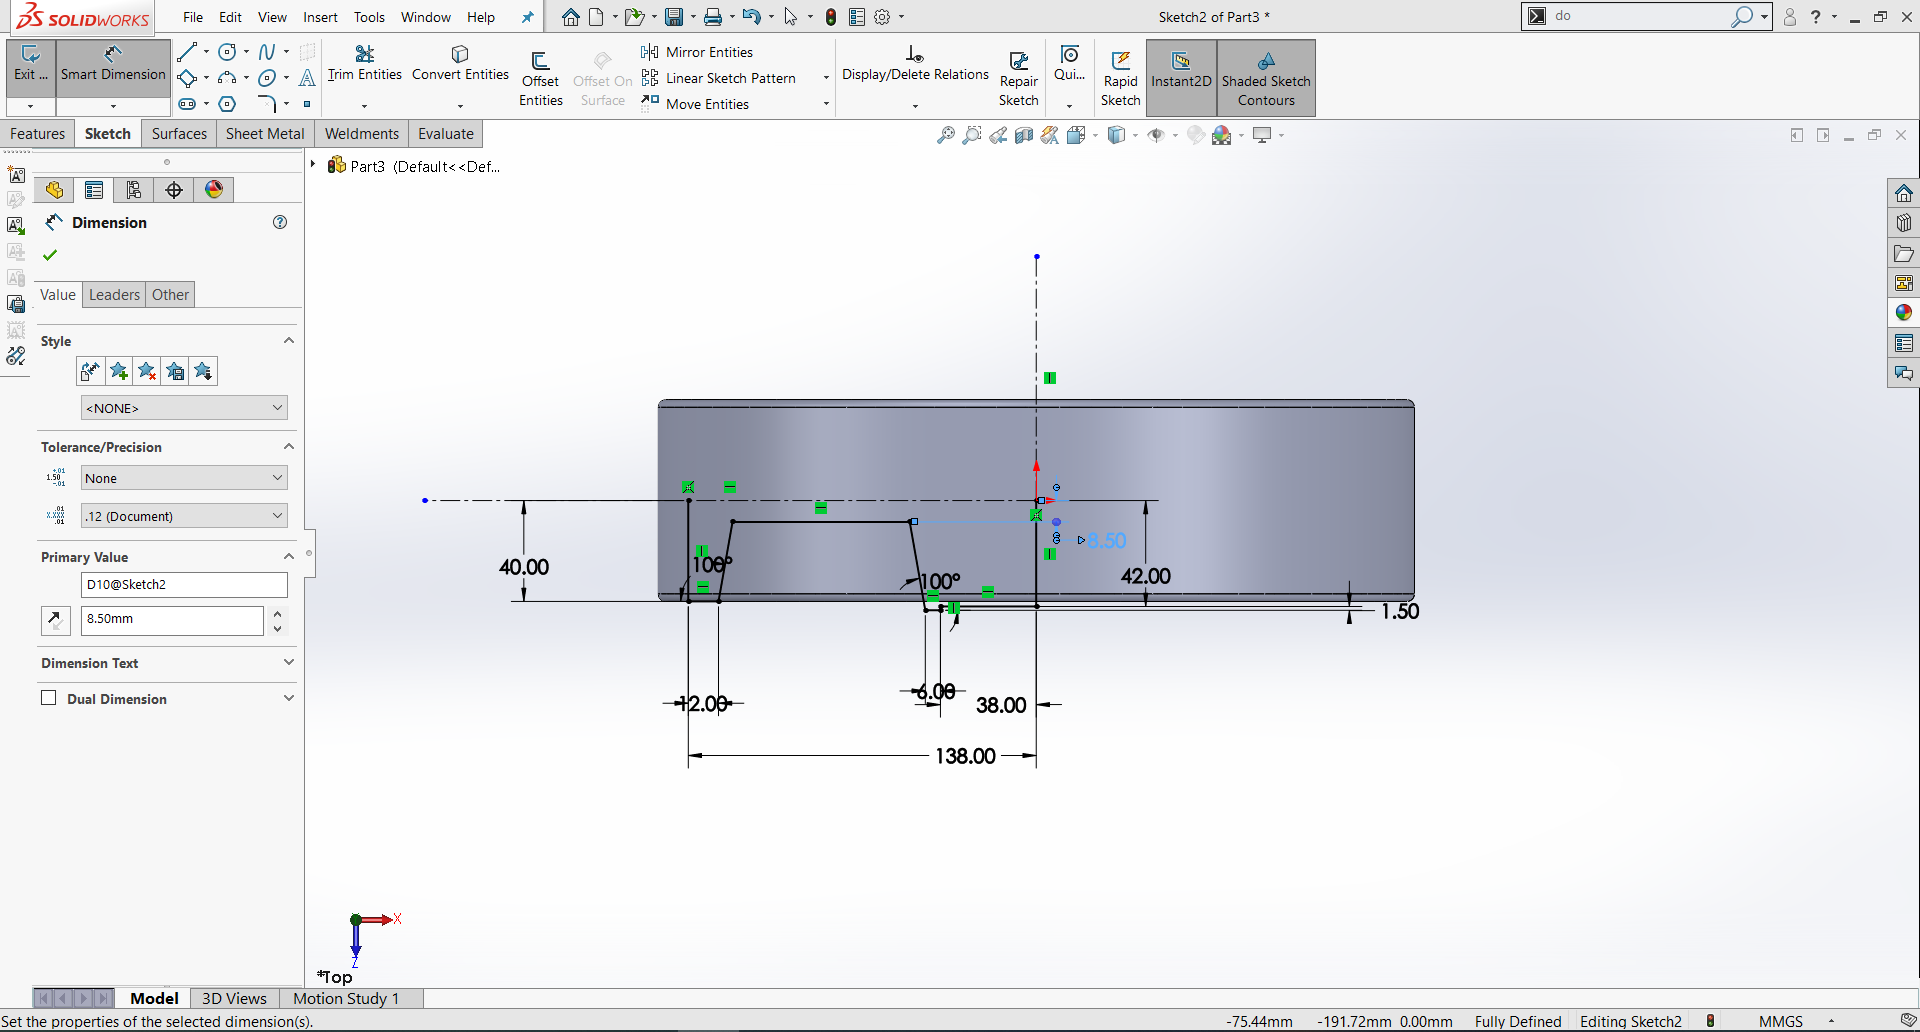 SOLIDWORKS File Edit View Insert Tools Window Help Sketch2 of Part3 * do
Exit ... Smart Dimension Trim Entities Convert Entities Offset Entities Offset On Surface Mirror Entities Linear Sketch Pattern Move Entities Display/Delete Relations Repair Sketch Qui... Rapid Sketch Instant2D Shaded Sketch Contours
Features Sketch Surfaces Sheet Metal Weldments Evaluate
Part3 (Default<<Def...
Dimension
Value Leaders Other
Style
<NONE>
Tolerance/Precision
None
.12 (Document)
Primary Value
D10@Sketch2
8.50mm
Dimension Text
Dual Dimension
8.50
40.00
100°
100°
42.00
1.50
12.00
6.00
38.00
138.00
X
Z
*Top
Model 3D Views Motion Study 1
Set the properties of the selected dimension(s). -75.44mm -191.72mm 0.00mm Fully Defined Editing Sketch2 MMGS